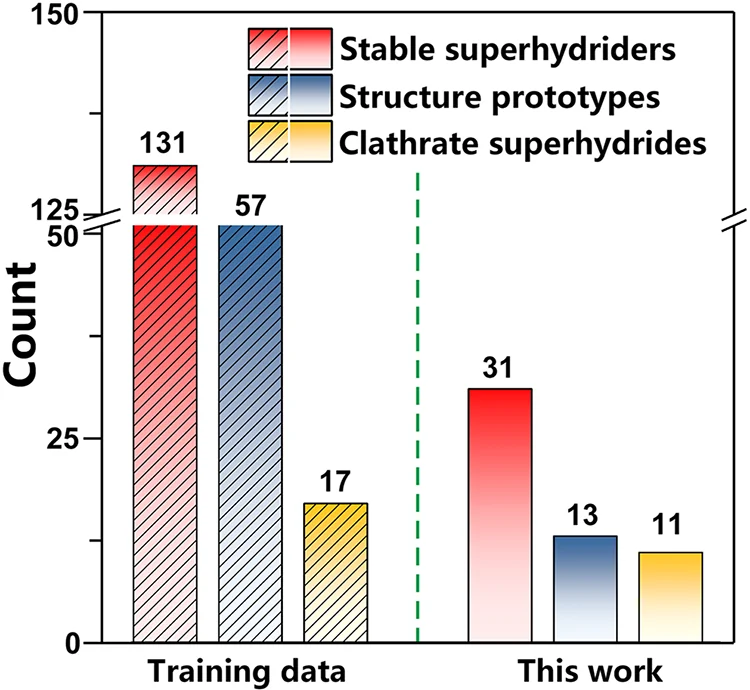 150
Stable superhydriders
Structure prototypes
131
Clathrate superhydrides
57
125
50
Count
31
25
17
13
11
0
Training data
This work